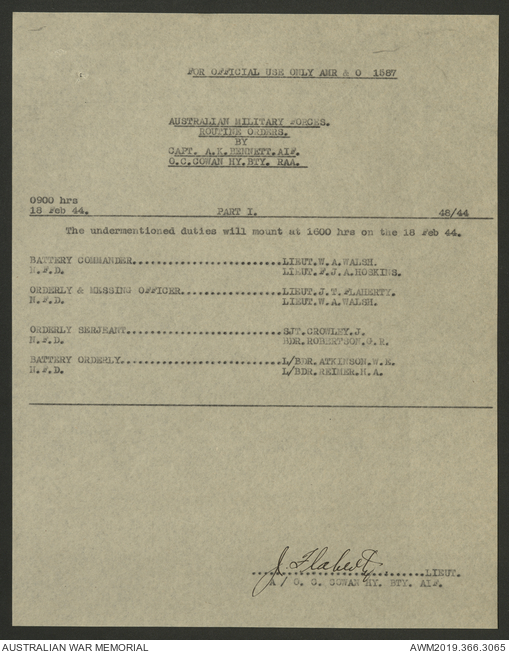 FOR OFFICIAL USE ONLY AMR & O 1587
AUSTRALIAN MILITARY FORCES.
ROUTINE ORDERS.
BY
CAPT. A.K.BENNETT.AIF.
O.C.COWAN HY.BTY. RAA.
0900 hrs
18 Feb 44. PART I. 48/44
The undermentioned duties will mount at 1600 hrs on the 18 Feb 44.
BATTERY COMMANDER..............................LIEUT.W.A.WALSH.
N.F.D. LIEUT.F.J.A.HOSKINS.
ORDERLY & MESSING OFFICER....................LIEUT.J.T.FLAHERTY.
N.F.D. LIEUT.W.A.WALSH.
ORDERLY SERJEANT..............................SJT.CROWLEY.J.
N.F.D. BDR.ROBERTSON.G.R.
BATTERY ORDERLY................................L/BDR.ATKINSON.W.E.
N.F.D. L/BDR.REIMER.H.A.
J. Flaherty
..............................LIEUT.
O. C. COWAN HY. BTY. AIF.
AUSTRALIAN WAR MEMORIAL AWM2019.366.3065